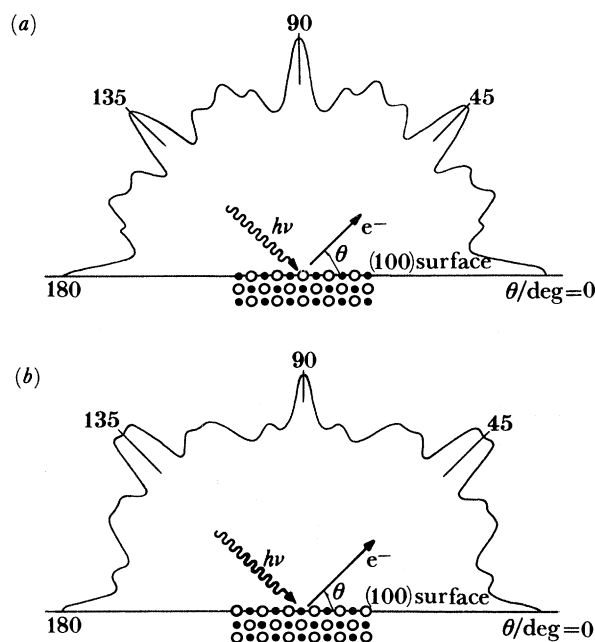 (a)
90
135
45
hν
e−
θ
(100) surface
180
θ/deg=0
(b)
90
135
45
hν
e−
θ
(100) surface
180
θ/deg=0